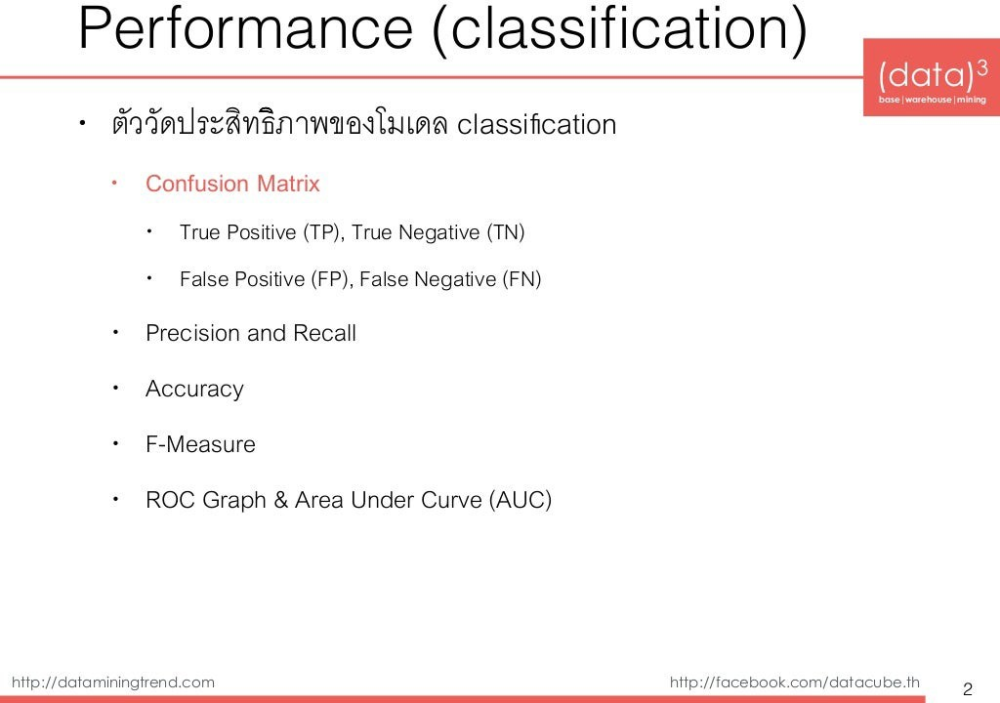 Performance (classification)
(data)3
base|warehouse|mining
• ตัววัดประสิทธิภาพของโมเดล classification
• Confusion Matrix
• True Positive (TP), True Negative (TN)
• False Positive (FP), False Negative (FN)
• Precision and Recall
• Accuracy
• F-Measure
• ROC Graph & Area Under Curve (AUC)
http://dataminingtrend.com
http://facebook.com/datacube.th
2